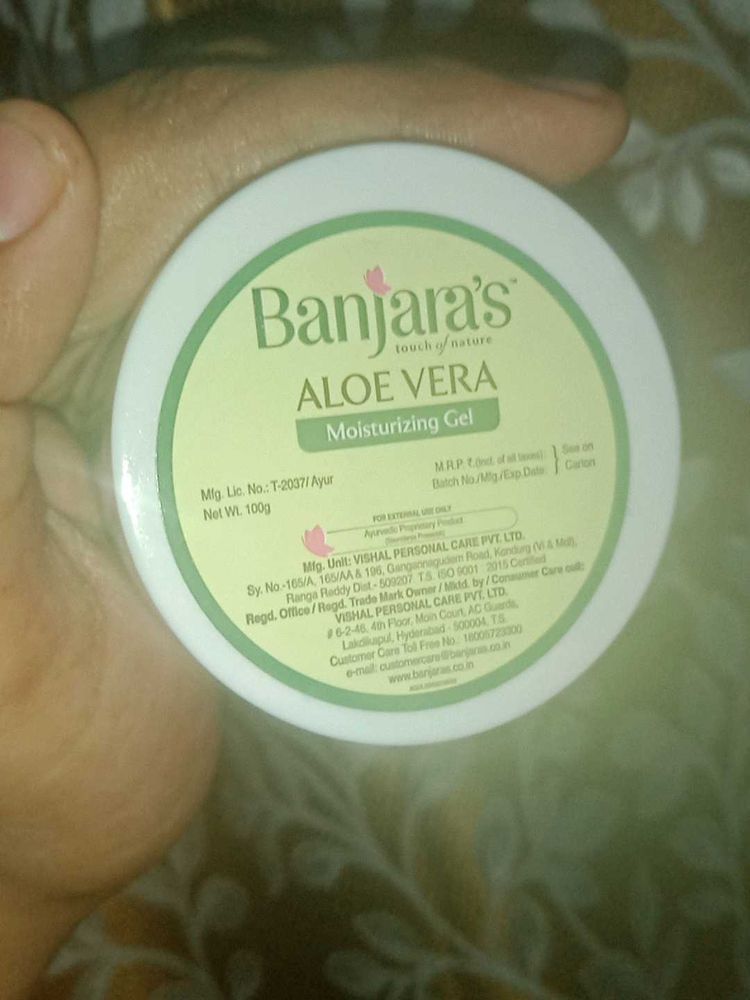 Banjara's™
touch of nature
ALOE VERA
Moisturizing Gel
Mfg. Lic. No.: T-2037/ Ayur
Net Wt. 100g
M.R.P. ₹.(incl. of all taxes): } See on
Batch No./Mfg./Exp.Date: } Carton
FOR EXTERNAL USE ONLY
Ayurvedic Proprietary Product
Mfg. Unit: VISHAL PERSONAL CARE PVT. LTD.
Sy. No.-165/A, 165/AA & 196, Gangannagudem Road, Kondurg (Vi & Mdl),
Ranga Reddy Dist.- 509207. T.S. ISO 9001 : 2015 Certified
Regd. Office / Regd. Trade Mark Owner / Mktd. by / Consumer Care cell:
VISHAL PERSONAL CARE PVT. LTD.
# 6-2-46, 4th Floor, Moin Court, AC Guards,
Lakdikapul, Hyderabad - 500004, T.S.
Customer Care Toll Free No.: 18005723300
e-mail: customercare@banjaras.co.in
www.banjaras.co.in